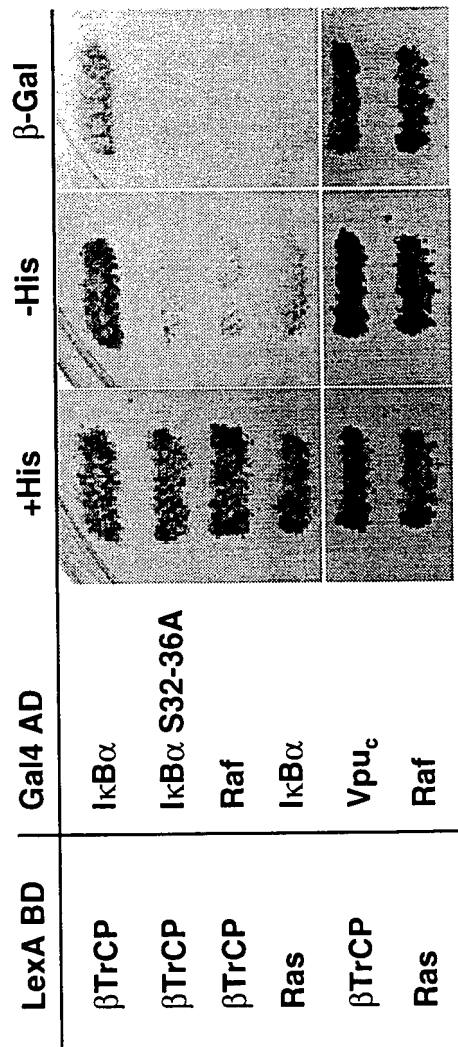 LexA BD Gal4 AD +His -His β-Gal
βTrCP IκBα
βTrCP IκBα S32-36A
βTrCP Raf
Ras IκBα
βTrCP Vpuc
Ras Raf